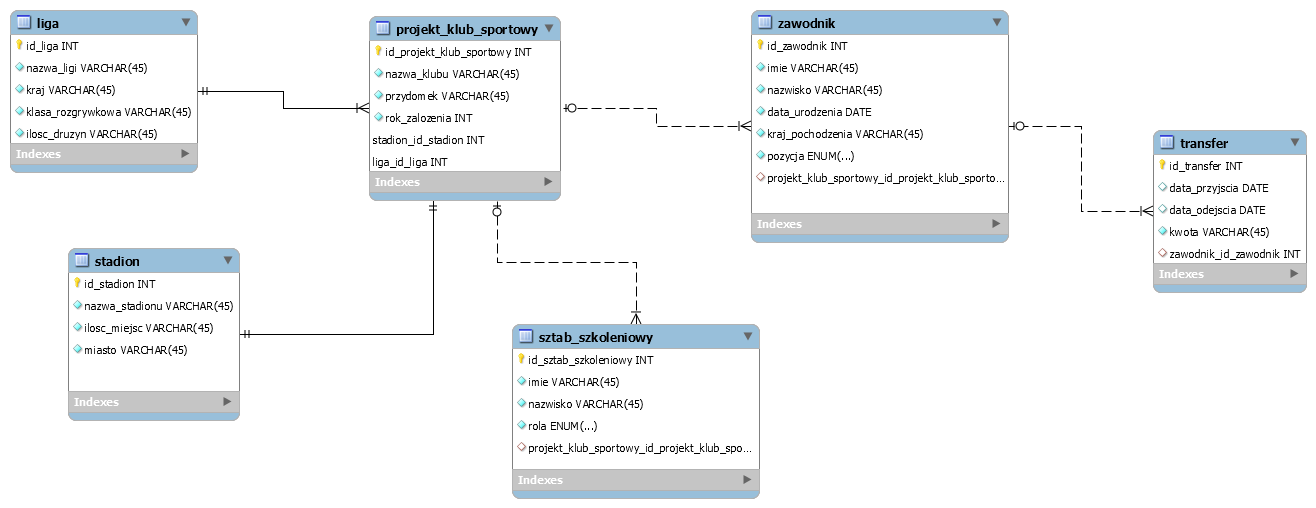 liga
id_liga INT
nazwa_ligi VARCHAR(45)
kraj VARCHAR(45)
klasa_rozgrywkowa VARCHAR(45)
ilosc_druzyn VARCHAR(45)
Indexes
projekt_klub_sportowy
id_projekt_klub_sportowy INT
nazwa_klubu VARCHAR(45)
przydomek VARCHAR(45)
rok_zalozenia INT
stadion_id_stadion INT
liga_id_liga INT
Indexes
zawodnik
id_zawodnik INT
imie VARCHAR(45)
nazwisko VARCHAR(45)
data_urodzenia DATE
kraj_pochodzenia VARCHAR(45)
pozycja ENUM(...)
projekt_klub_sportowy_id_projekt_klub_sporto...
Indexes
transfer
id_transfer INT
data_przyjscia DATE
data_odejscia DATE
kwota VARCHAR(45)
zawodnik_id_zawodnik INT
Indexes
stadion
id_stadion INT
nazwa_stadionu VARCHAR(45)
ilosc_miejsc VARCHAR(45)
miasto VARCHAR(45)
Indexes
sztab_szkoleniowy
id_sztab_szkoleniowy INT
imie VARCHAR(45)
nazwisko VARCHAR(45)
rola ENUM(...)
projekt_klub_sportowy_id_projekt_klub_spo...
Indexes